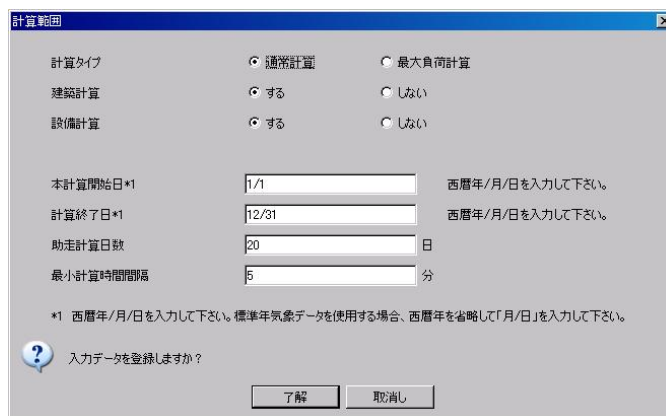 計算範囲
計算タイプ 通常計算 最大負荷計算
建築計算 する しない
設備計算 する しない
本計算開始日*1 1/1 西暦年/月/日を入力して下さい。
計算終了日*1 12/31 西暦年/月/日を入力して下さい。
助走計算日数 20 日
最小計算時間間隔 5 分
*1 西暦年/月/日を入力して下さい。標準年気象データを使用する場合、西暦年を省略して「月/日」を入力して下さい。
入力データを登録しますか？
了解 取消し